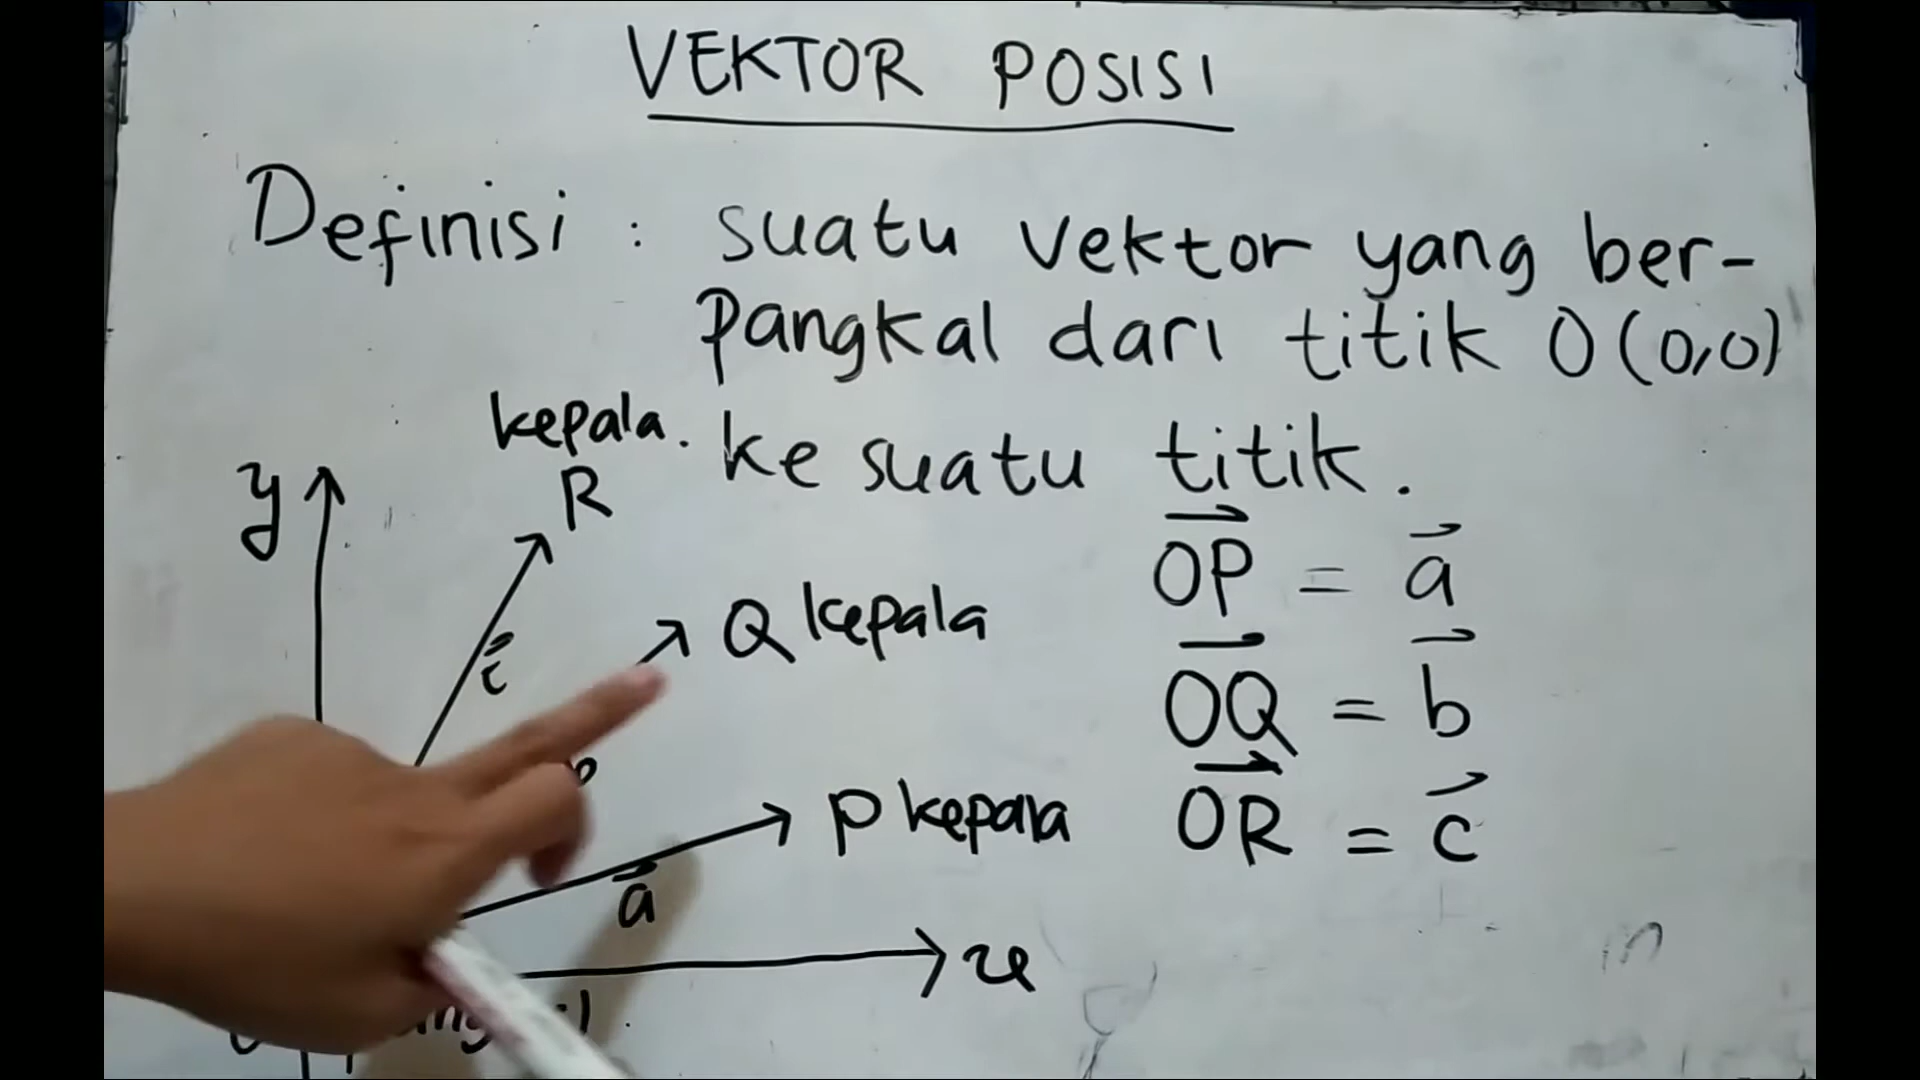 VEKTOR POSISI
Definisi : suatu vektor yang ber-
pangkal dari titik O(0,0)
ke suatu titik.
kepala.
R
y
c⃗
Q kepala
P kepala
a⃗
x
OP⃗ = a⃗
OQ⃗ = b⃗
OR⃗ = c⃗